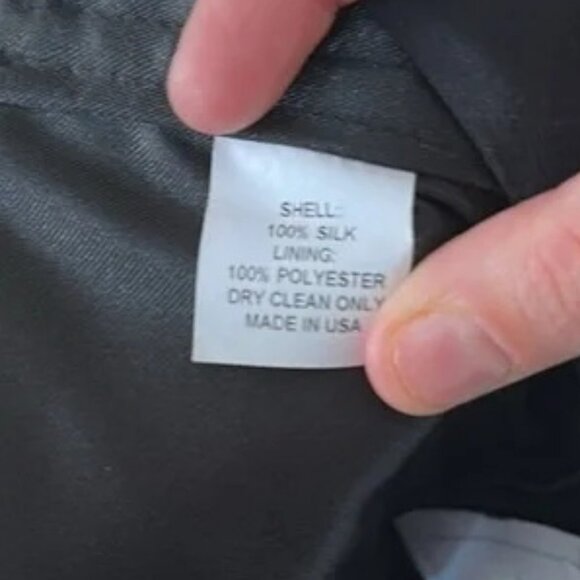 SHELL:
100% SILK
LINING:
100% POLYESTER
DRY CLEAN ONLY
MADE IN USA